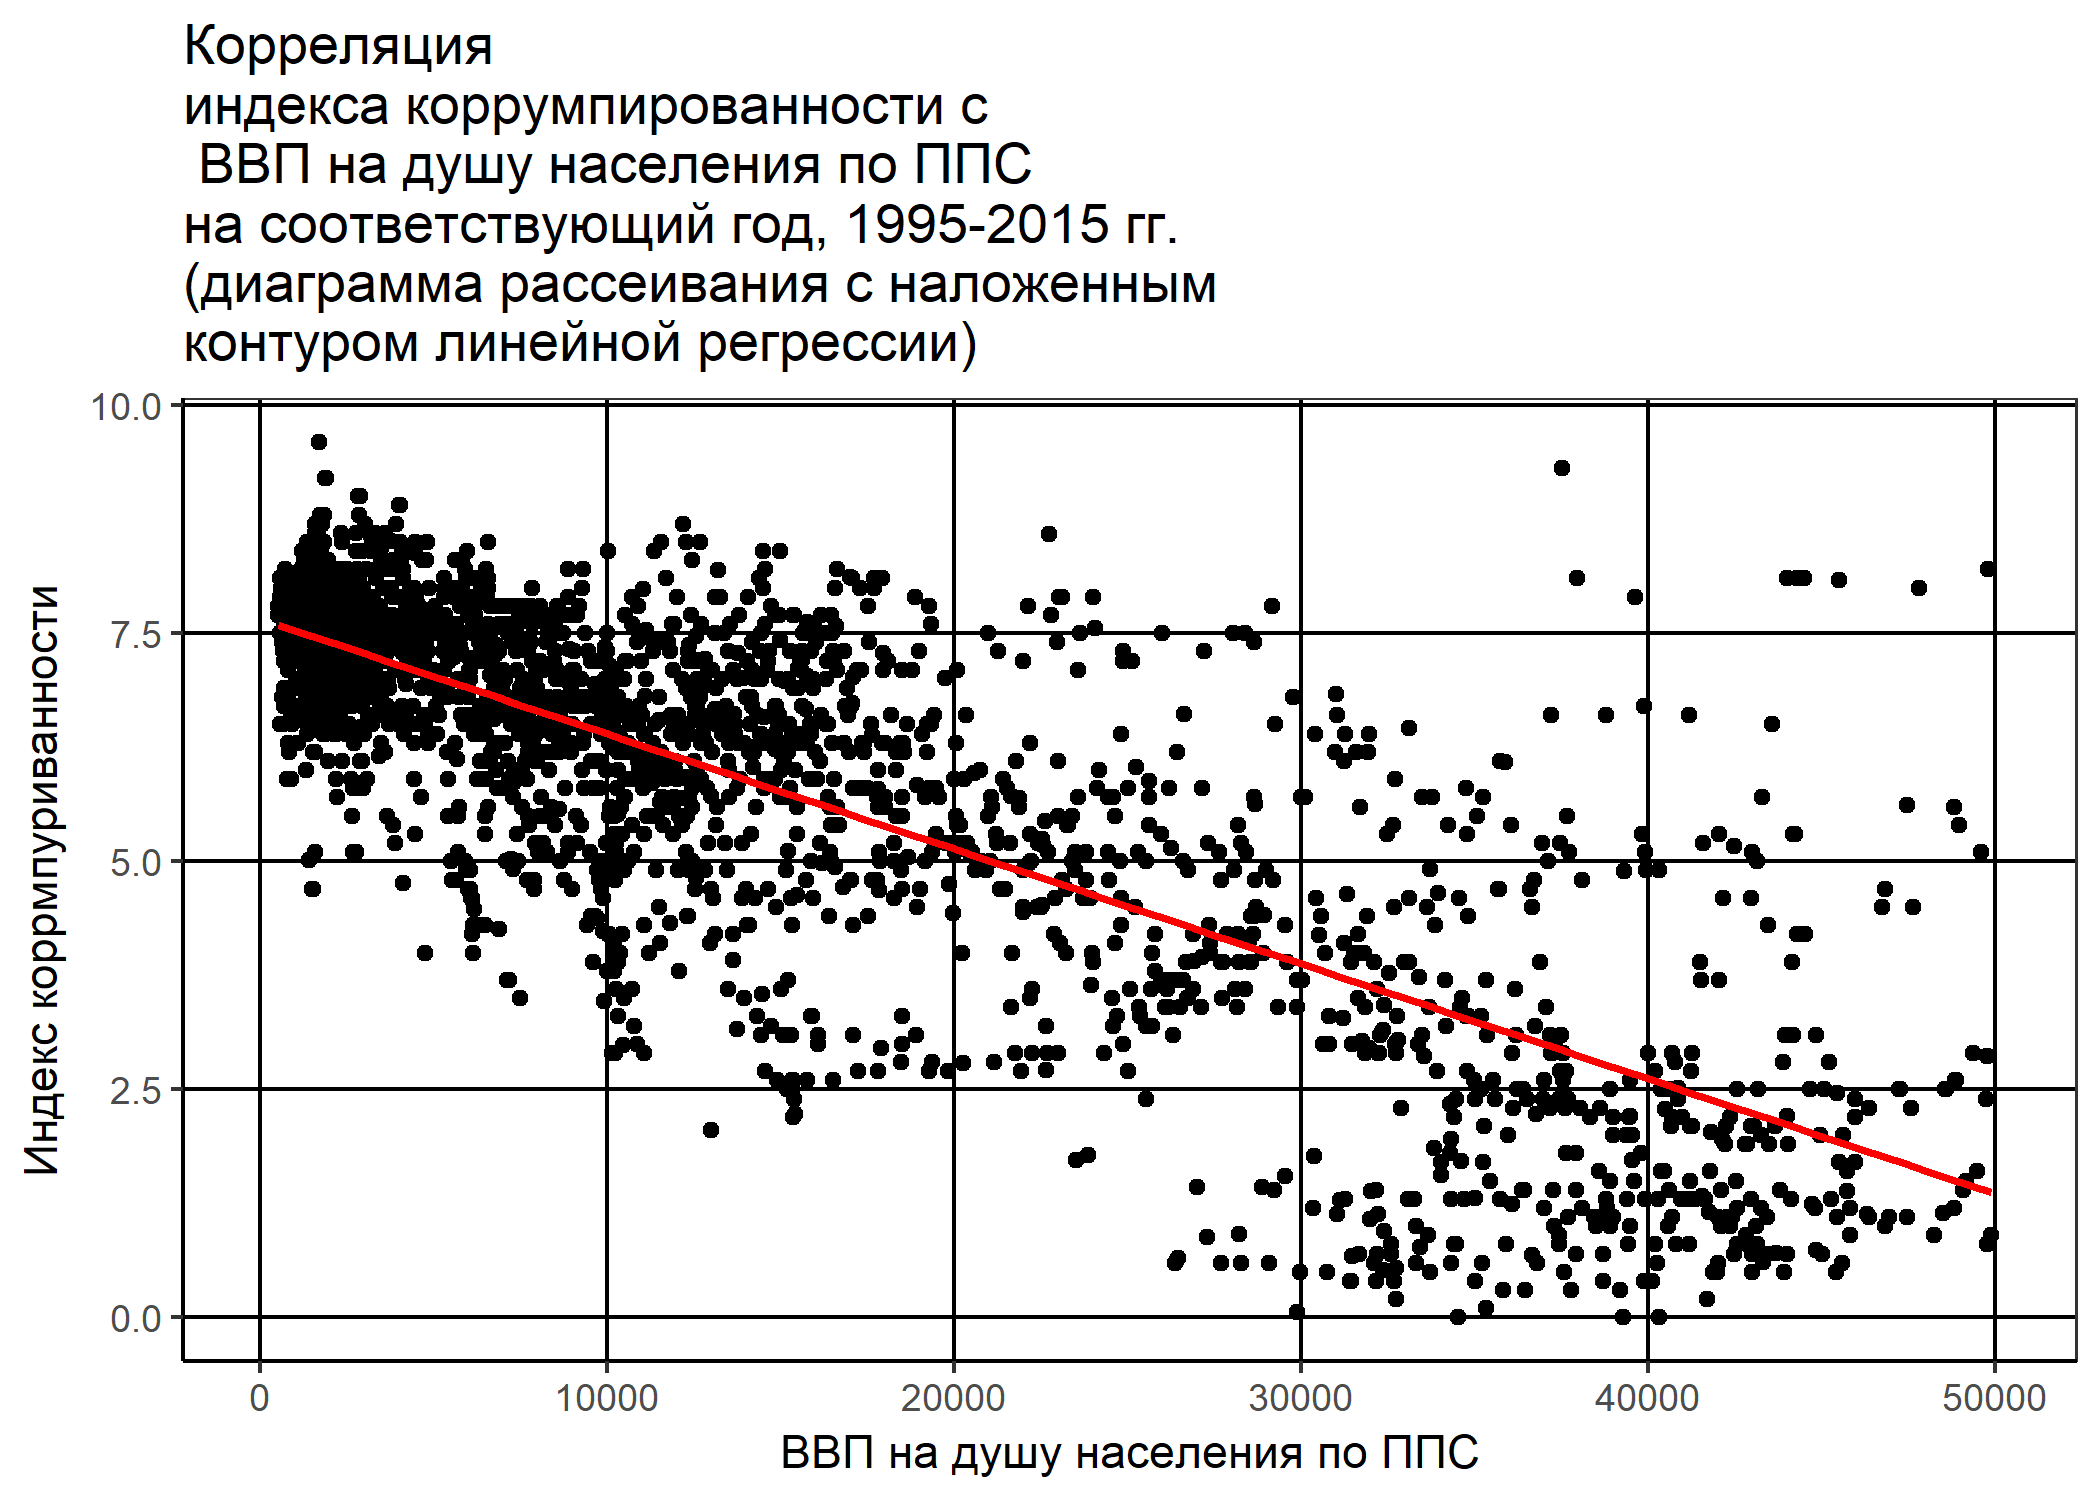 Корреляция
индекса коррумпированности с
ВВП на душу населения по ППС
на соответствующий год, 1995-2015 гг.
(диаграмма рассеивания с наложенным
контуром линейной регрессии)
10.0
7.5
5.0
2.5
0.0
Индекс коррмпуриванности
0 10000 20000 30000 40000 50000
ВВП на душу населения по ППС